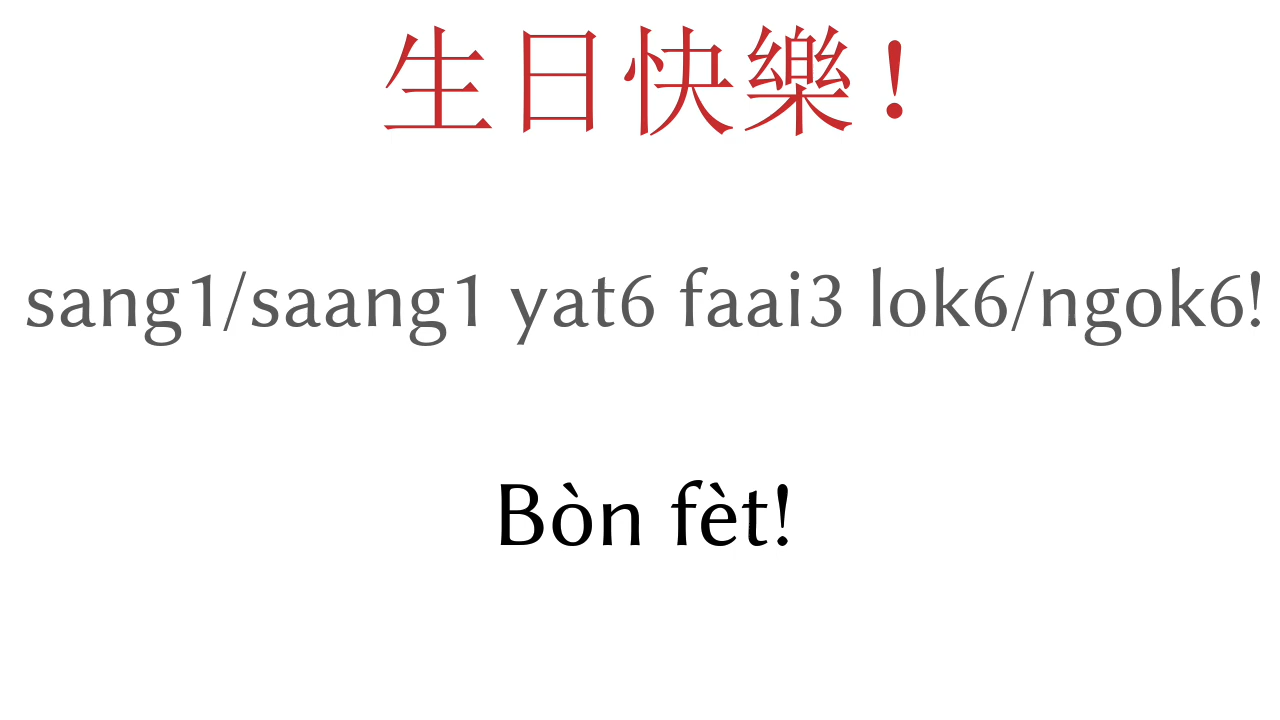 生日快樂！
sang1/saang1 yat6 faai3 lok6/ngok6!
Bòn fèt!